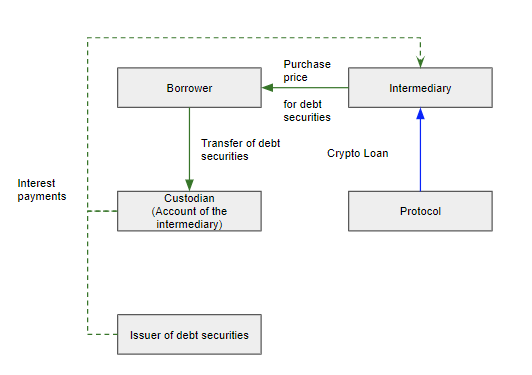 Purchase
price
Borrower
Intermediary
for debt
securities
Transfer of debt
securities
Crypto Loan
Interest
payments
Custodian
(Account of the
intermediary)
Protocol
Issuer of debt securities